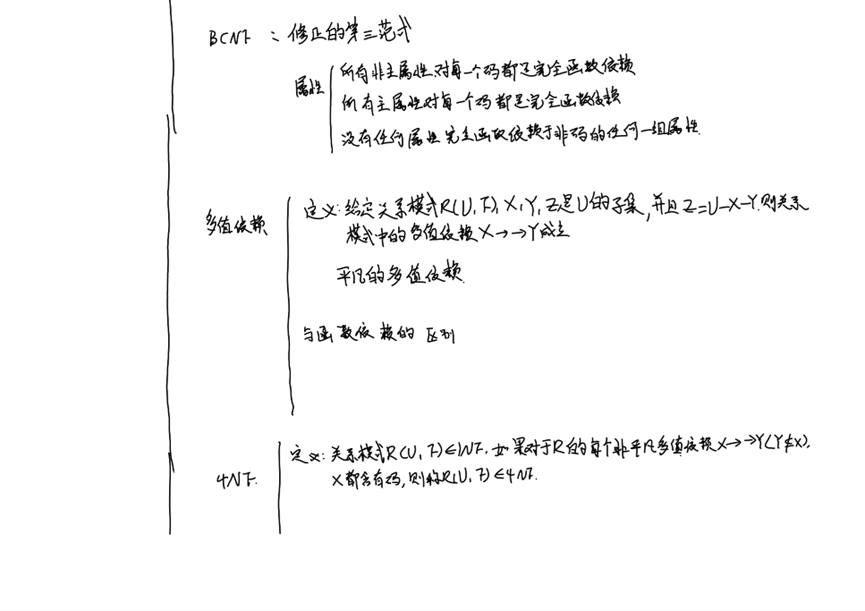 BCNF：修正的第三范式
属性
所有非主属性对每一个码都是完全函数依赖
所有主属性对每一个码都是完全函数依赖
没有任何属性完全函数依赖于非码的任何一组属性.
多值依赖
定义:给定关系模式R(U,F),X,Y,Z是U的子集,并且Z=U-X-Y.则关系
模式中的多值依赖X→→Y成立
平凡的多值依赖.
与函数依赖的区别
4NF.
定义:关系模式R(U,F)∈1NF.如果对于R的每个非平凡多值依赖X→→Y(Y⊄X),
X都含有码,则称R(U,F)∈4NF.